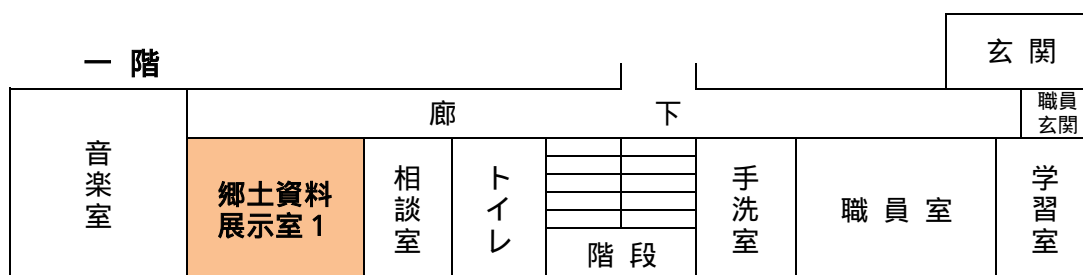 一 階
玄 関
廊 下
職員
玄関
音楽室
郷土資料
展示室１
相談室
トイレ
階 段
手洗室
職 員 室
学習室